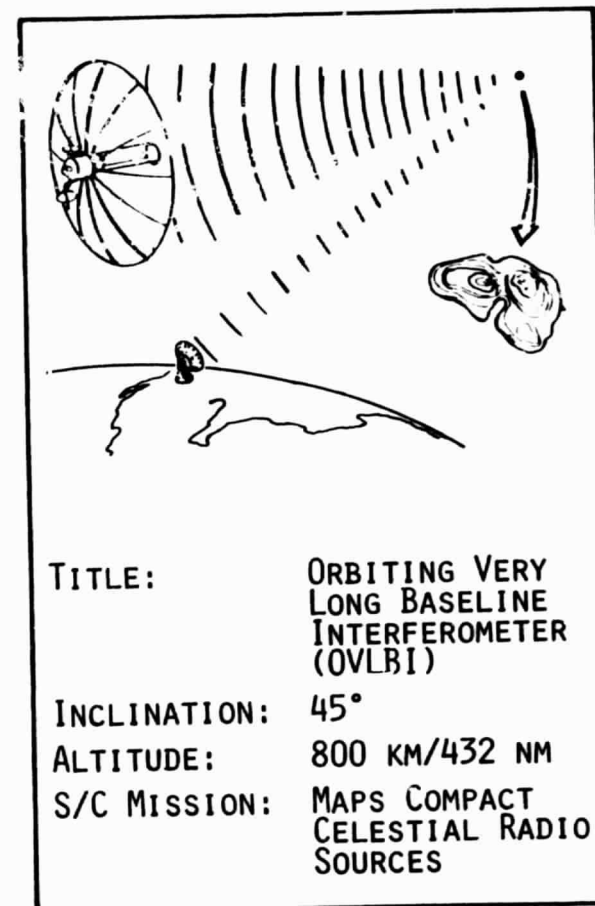 TITLE: ORBITING VERY
LONG BASELINE
INTERFEROMETER
(OVLBI)
INCLINATION: 45°
ALTITUDE: 800 KM/432 NM
S/C MISSION: MAPS COMPACT
CELESTIAL RADIO
SOURCES